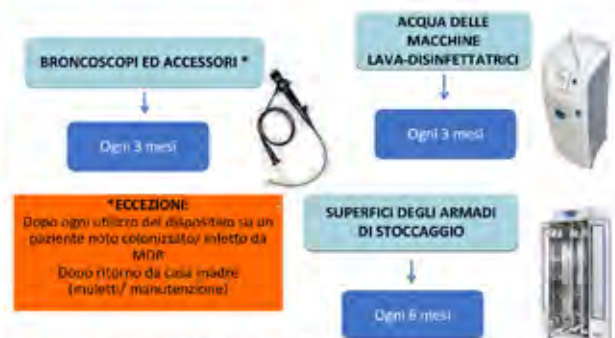 BRONCOSCOPI ED ACCESSORI *
Ogni 3 mesi
ACQUA DELLE
MACCHINE
LAVA-DISINFETTATRICI
Ogni 3 mesi
*ECCEZIONI:
Dopo ogni utilizzo del dispositivo su un
paziente noto colonizzato/ infetto da
MDR
Dopo ritorno da casa madre
(muletti/ manutenzione)
SUPERFICI DEGLI ARMADI
DI STOCCAGGIO
Ogni 6 mesi